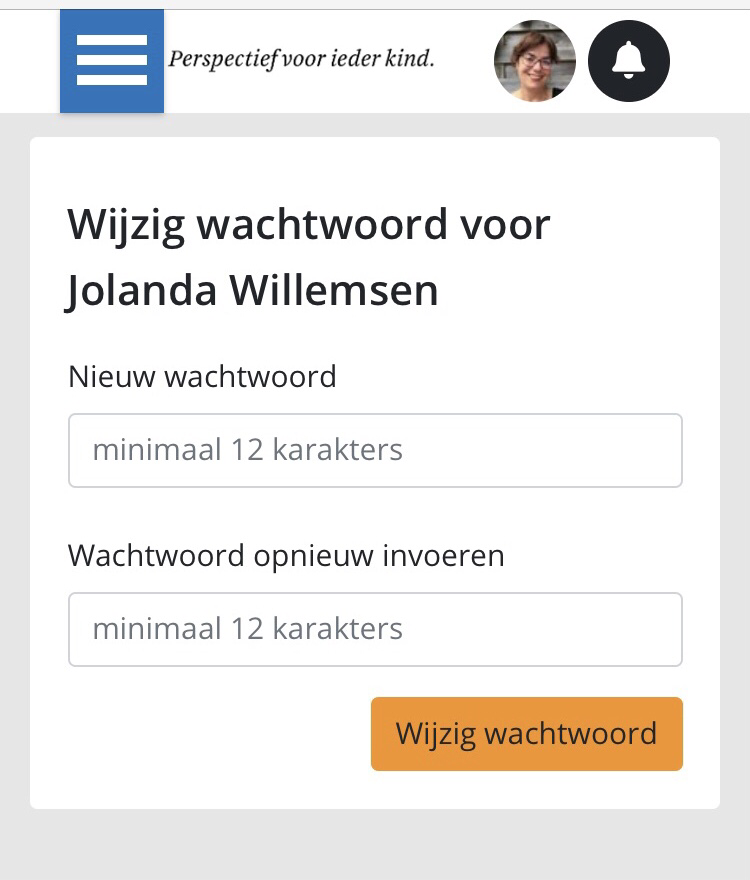 Perspectief voor ieder kind.
Wijzig wachtwoord voor
Jolanda Willemsen
Nieuw wachtwoord
minimaal 12 karakters
Wachtwoord opnieuw invoeren
minimaal 12 karakters
Wijzig wachtwoord